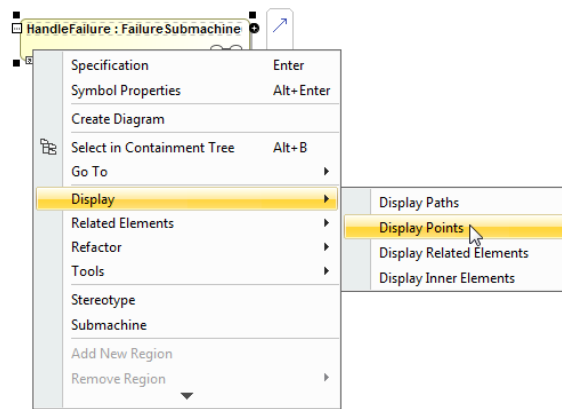 HandleFailure : FailureSubmachine
Specification Enter
Symbol Properties Alt+Enter
Create Diagram
Select in Containment Tree Alt+B
Go To
Display
Display Paths
Related Elements
Display Points
Refactor
Display Related Elements
Tools
Display Inner Elements
Stereotype
Submachine
Add New Region
Remove Region